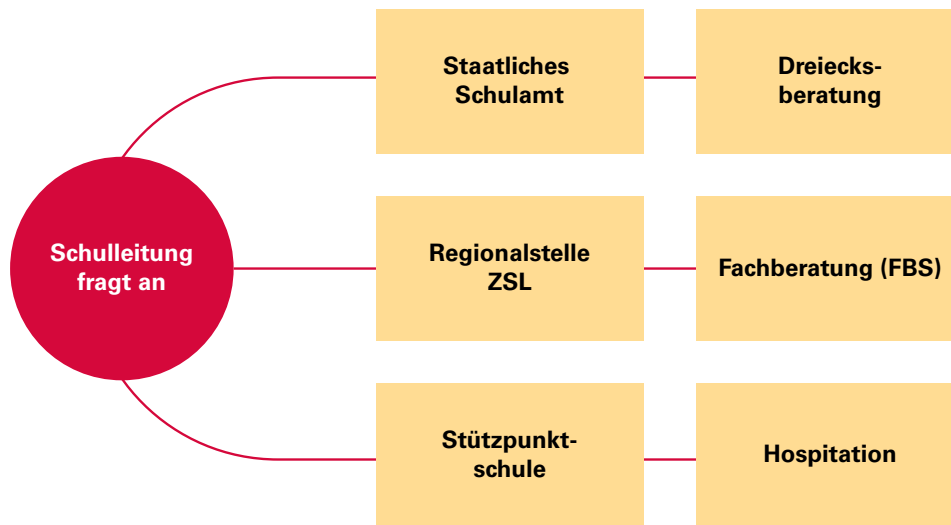 Schulleitung
fragt an
Staatliches
Schulamt
Dreiecks-
beratung
Regionalstelle
ZSL
Fachberatung (FBS)
Stützpunkt-
schule
Hospitation